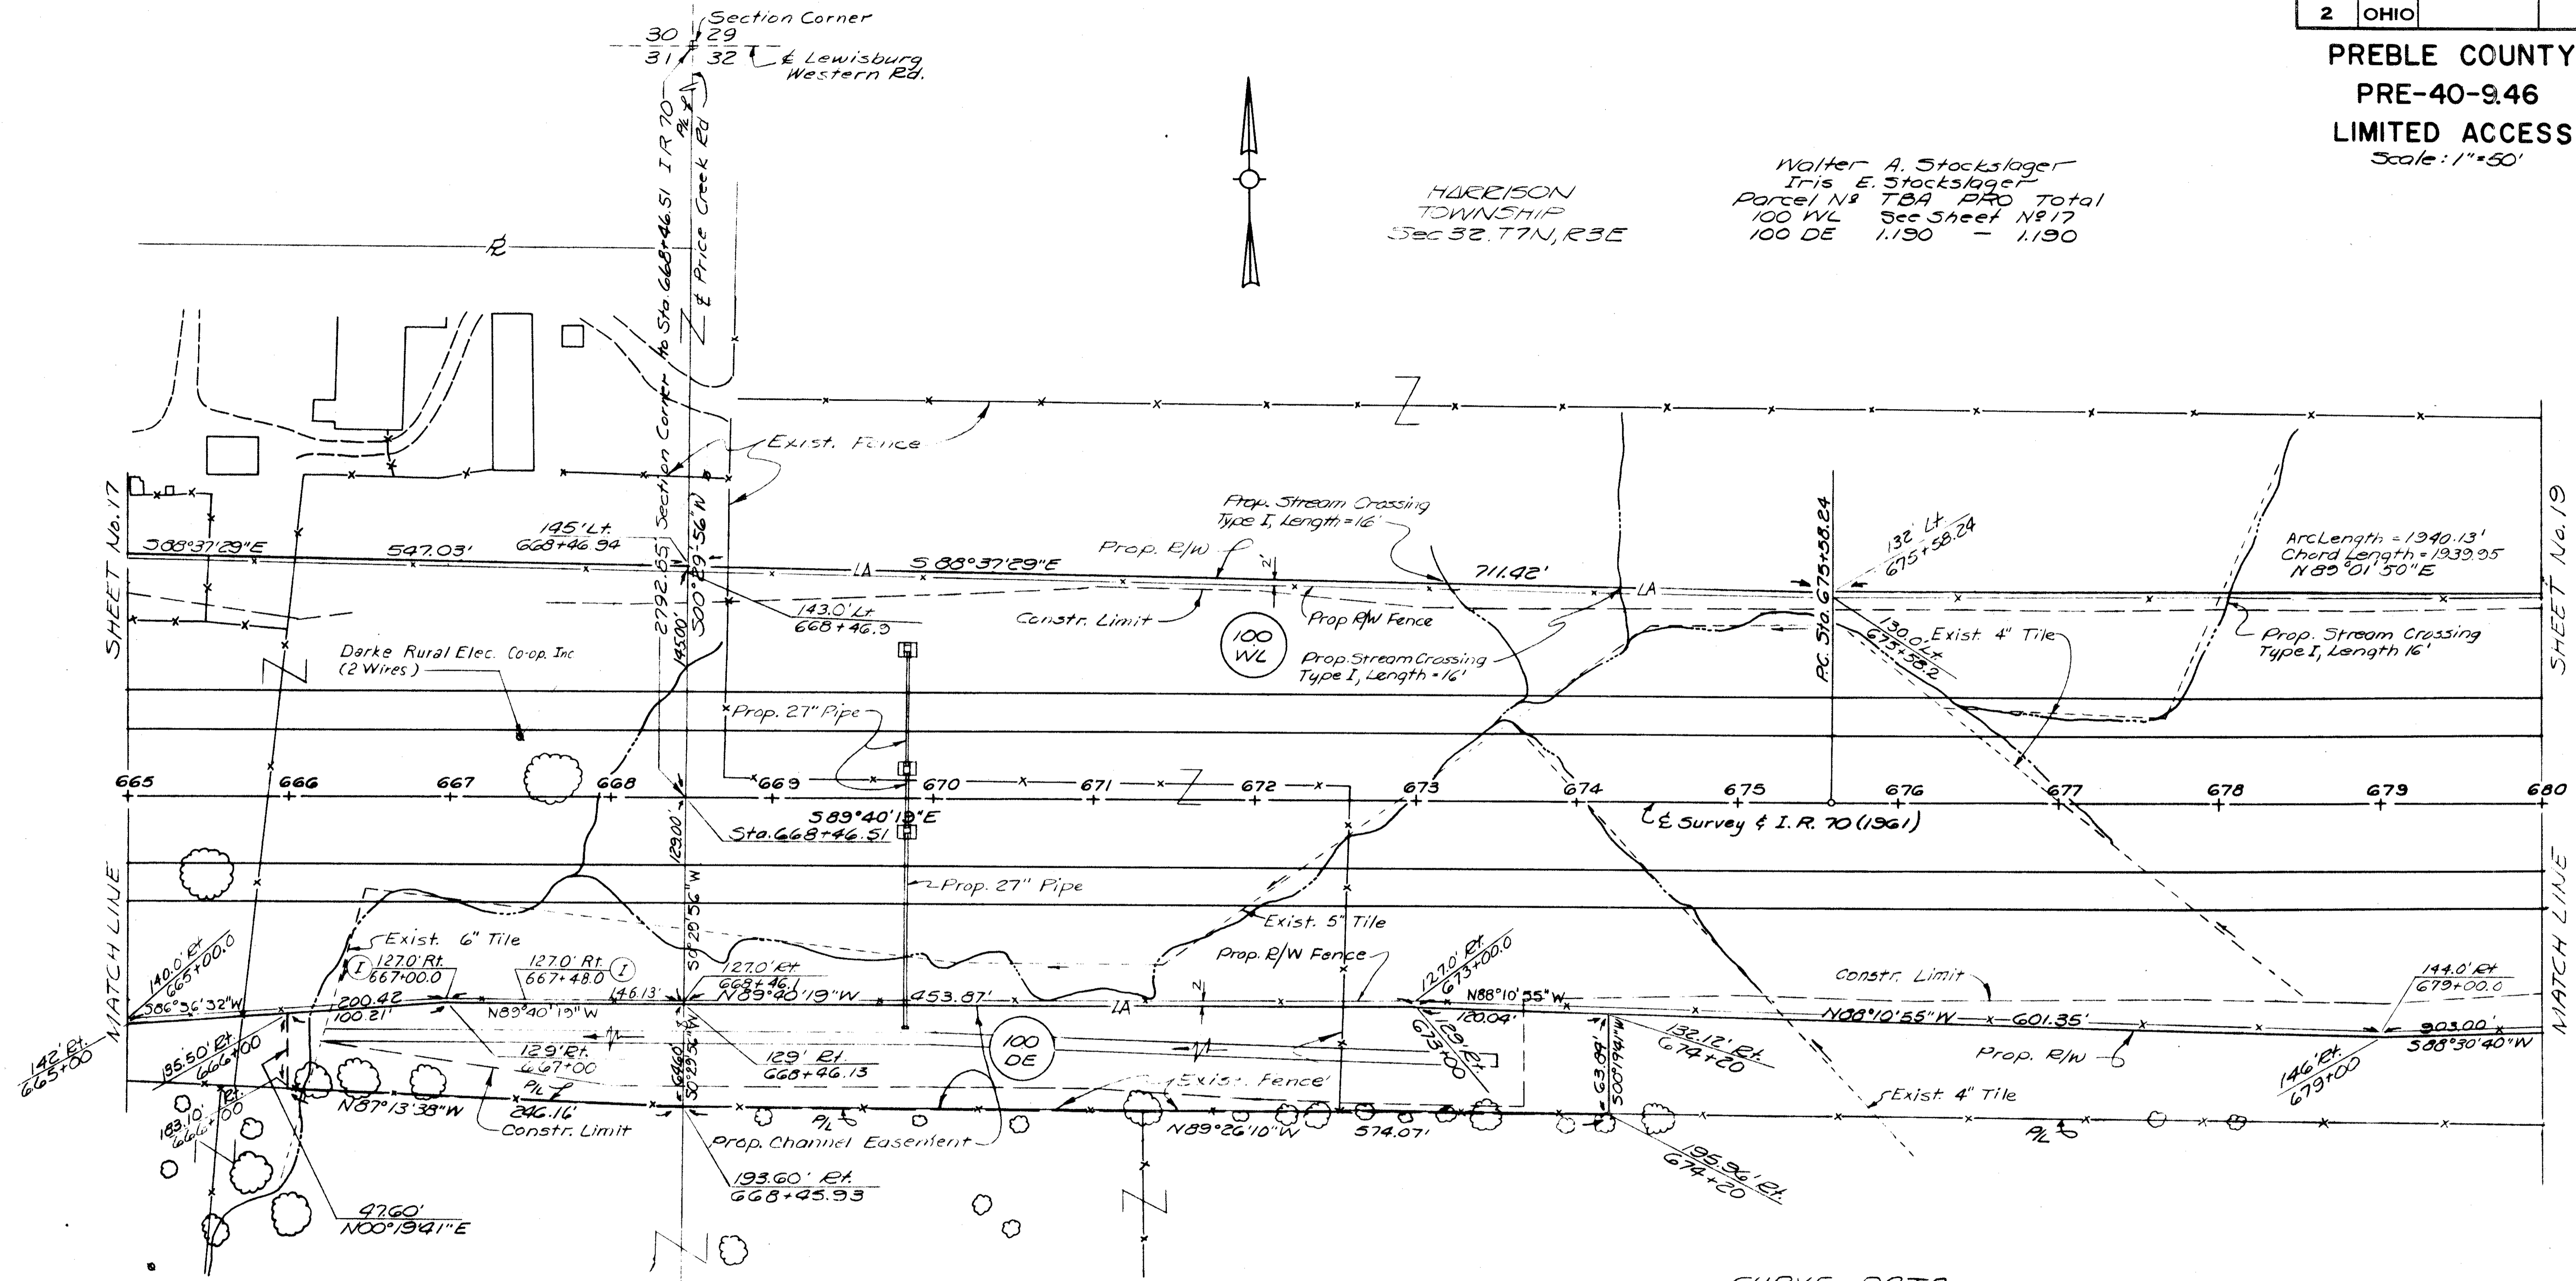 2 OHIO
PREBLE COUNTY
PRE-40-9.46
LIMITED ACCESS
Scale: 1"=50'
Section Corner
30 29
31 32
℄ Lewisburg
Western Rd.
P/L
℄ Price Creek Rd
2792.85' Section Corner to Sta. 668+46.51 I R 70
HARRISON
TOWNSHIP
Sec 32. T7N, R3E
Walter A. Stockslager
Iris E. Stockslager
Parcel Nº TBA PRO Total
100 WL See Sheet Nº 17
100 DE 1.190 — 1.190
Exist. Fence
SHEET No. 17
MATCH LINE
S88°37'29"E
547.03'
145' Lt.
668+46.94
145.00'
S00°29'56"W
LA
S 88°37'29"E
143.0' Lt
668+46.9
Prop. R/W
2'
Prop. Stream Crossing
Type I, Length = 16'
711.42'
LA
Constr. Limit
Prop R/W Fence
100 WL
Prop. Stream Crossing
Type I, Length = 16'
P.C. Sta. 675+58.24
132' Lt
675+58.24
130.0' Lt.
675+58.2
Exist. 4" Tile
Arc Length = 1940.13'
Chord Length = 1939.95
N 89°01'50"E
Prop. Stream Crossing
Type I, Length 16'
SHEET No. 19
MATCH LINE
Darke Rural Elec. Co-op. Inc
(2 Wires)
Prop. 27" Pipe
665 666 667 668 669 670 671 672 673 674 675 676 677 678 679 680
S89°40'19"E
Sta. 668+46.51
℄ Survey & I.R. 70 (1961)
129.00'
S0°29'56"W
Prop. 27" Pipe
Exist. 5" Tile
Exist. 6" Tile
140.0' Rt
665+00.0
S86°36'32"W
I 127.0' Rt.
667+00.0
127.0' Rt. I
667+48.0
127.0' Rt
668+46.1
200.42
100.21'
N89°40'19"W
146.13'
N89°40'19"W
453.87'
LA
2'
Prop. R/W Fence
127.0' Rt
673+00.0
N88°10'55"W
120.04'
129' Rt.
673+00
Constr. Limit
144.0' Rt
679+00.0
N88°10'55"W 601.35'
903.00'
S88°30'40"W
Prop. R/W
146' Rt.
679+00
142' Rt.
665+00
666+00
183.10' Rt.
666+00
129' Rt.
667+00
129' Rt
668+46.13
64.60'
S0°29'56"W
100 DE
132.12' Rt.
674+20
63.84'
S00°19'41"W
Exist. Fence
Exist. 4" Tile
P/L
N87°13'38"W
246.16'
Constr. Limit
P/L
Prop. Channel Easement
N89°26'10"W
574.07'
P/L
195.96' Rt.
674+20
193.60' Rt.
668+45.93
47.60'
N00°19'41"E